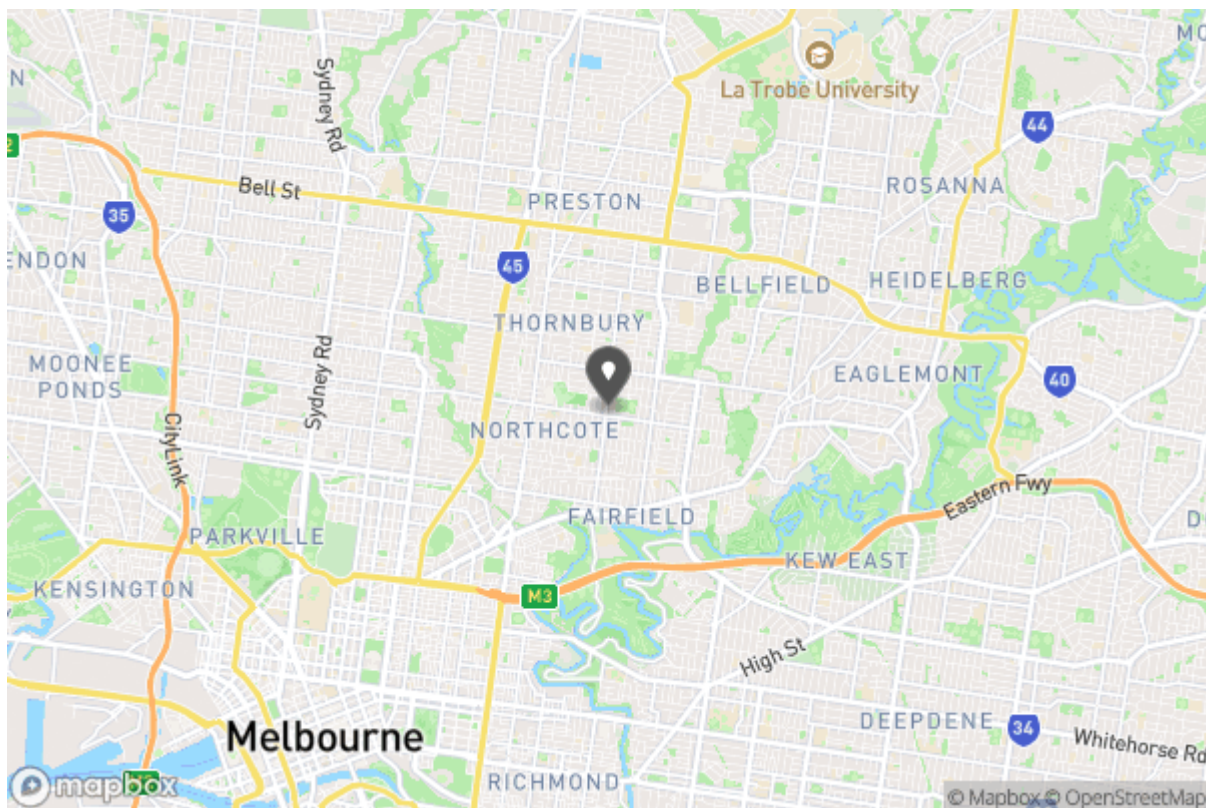 MO
N
Sydney Rd
La Trobe University
44
2
Bell St
PRESTON
ROSANNA
35
ENDON
45
BELLFIELD
HEIDELBERG
THORNBURY
MOONEE
PONDS
Sydney Rd
EAGLEMONT
40
CityLink
NORTHCOTE
Eastern Fwy
PARKVILLE
FAIRFIELD
D
KENSINGTON
KEW EAST
M3
High St
Melbourne
DEEPDENE
34
Whitehorse Rd
RICHMOND
mapbox
© Mapbox © OpenStreetMap